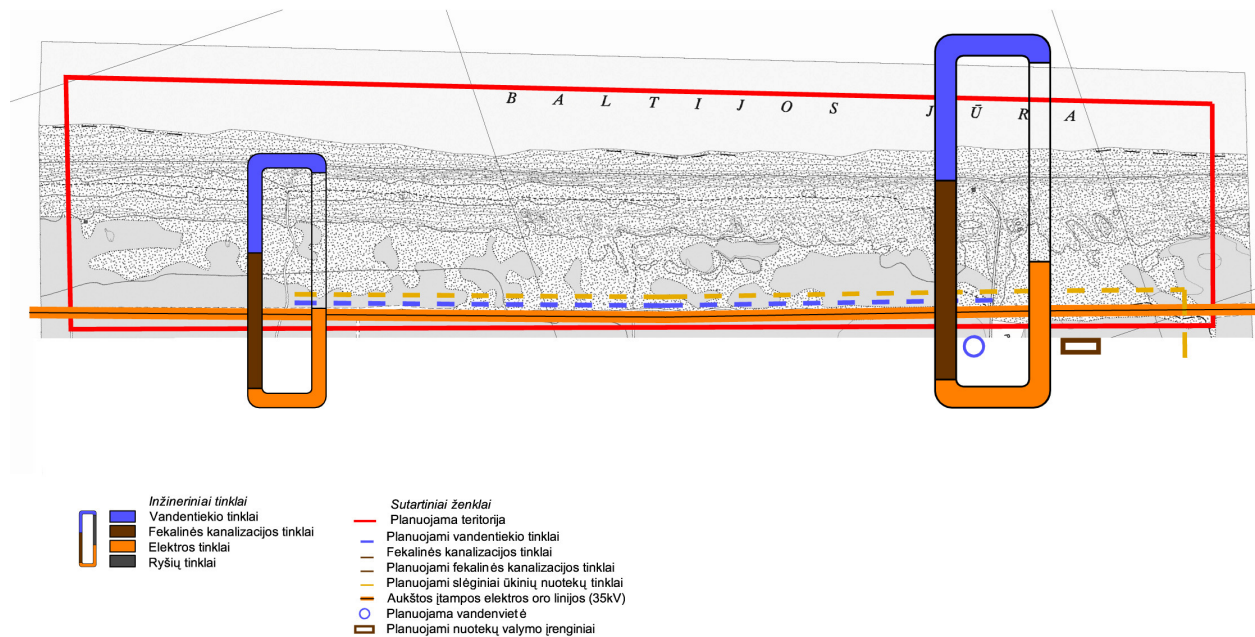 BALTIJOS JŪRA
Inžineriniai tinklai
Vandentiekio tinklai
Fekalinės kanalizacijos tinklai
Elektros tinklai
Ryšių tinklai
Sutartiniai ženklai
Planuojama teritorija
Planuojami vandentiekio tinklai
Fekalinės kanalizacijos tinklai
Planuojami fekalinės kanalizacijos tinklai
Planuojami slėginiai ūkinių nuotekų tinklai
Aukštos įtampos elektros oro linijos (35kV)
Planuojama vandenvietė
Planuojami nuotekų valymo įrenginiai